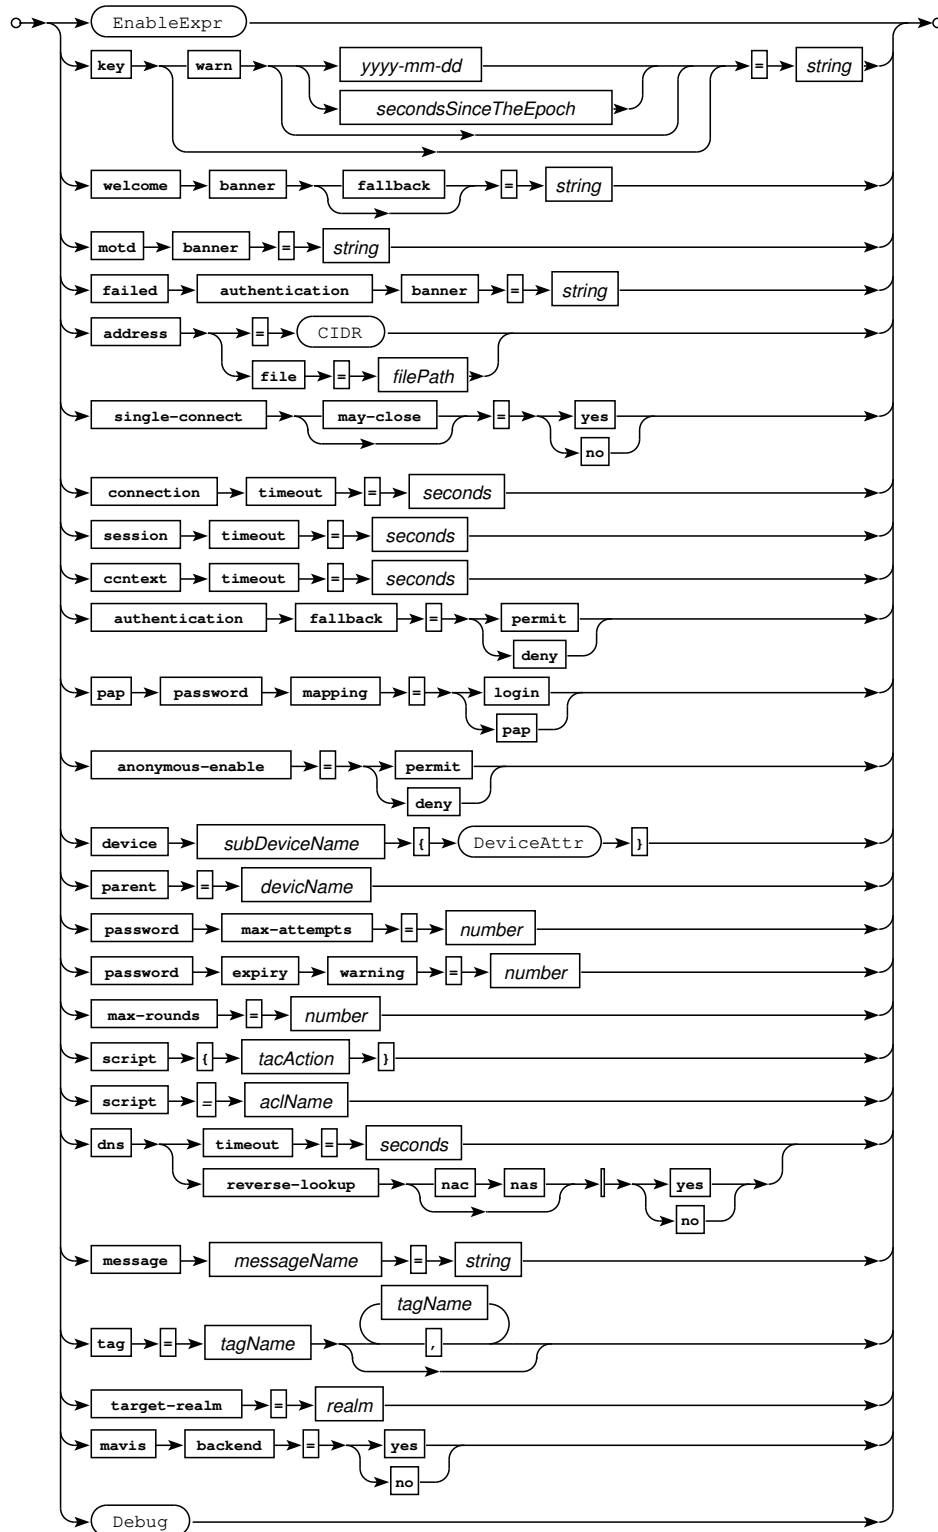 EnableExpr
key warn yyyy-mm-dd = string
secondsSinceTheEpoch
welcome banner fallback = string
motd banner = string
failed authentication banner = string
address = CIDR
file = filePath
single-connect may-close = yes
no
connection timeout = seconds
session timeout = seconds
ccntext timeout = seconds
authentication fallback = permit
deny
pap password mapping = login
pap
anonymous-enable = permit
deny
device subDeviceName { DeviceAttr }
parent = devicName
password max-attempts = number
password expiry warning = number
max-rounds = number
script { tacAction }
script = aclName
dns timeout = seconds
reverse-lookup nac nas yes
no
message messageName = string
tagName
tag = tagName ,
target-realm = realm
mavis backend = yes
no
Debug